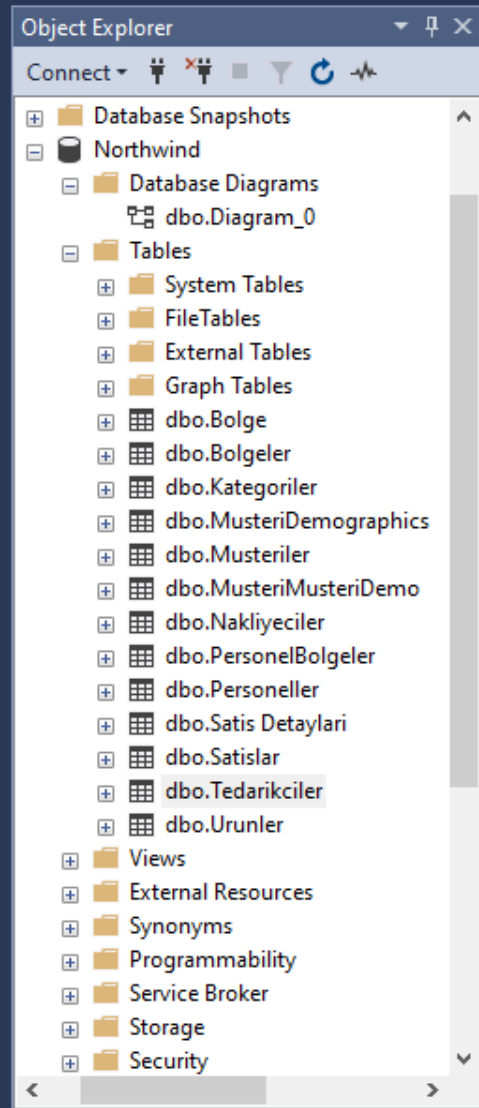 Object Explorer
Connect
Database Snapshots
Northwind
Database Diagrams
dbo.Diagram_0
Tables
System Tables
FileTables
External Tables
Graph Tables
dbo.Bolge
dbo.Bolgeler
dbo.Kategoriler
dbo.MusteriDemographics
dbo.Musteriler
dbo.MusteriMusteriDemo
dbo.Nakliyeciler
dbo.PersonelBolgeler
dbo.Personeller
dbo.Satis Detaylari
dbo.Satislar
dbo.Tedarikciler
dbo.Urunler
Views
External Resources
Synonyms
Programmability
Service Broker
Storage
Security